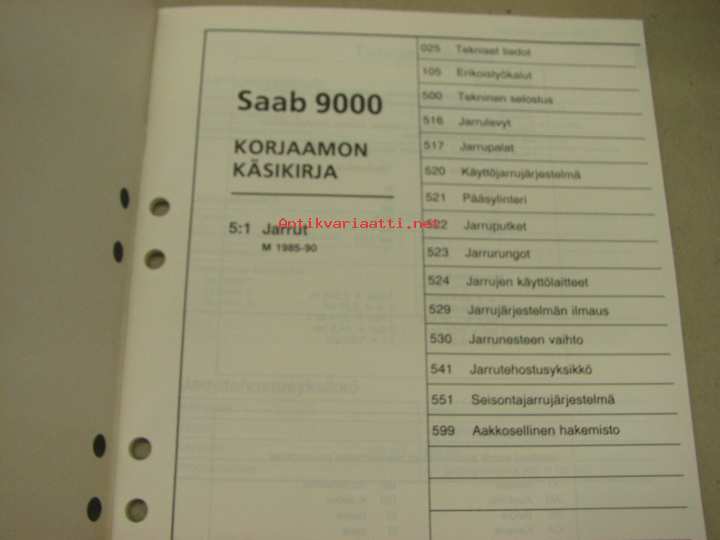 Saab 9000
KORJAAMON
KÄSIKIRJA
5:1 Jarrut
M 1985-90
Antikvariaatti.net
025 Tekniset tiedot
105 Erikoistyökalut
500 Tekninen selostus
516 Jarrulevyt
517 Jarrupalat
520 Käyttöjarrujärjestelmä
521 Pääsylinteri
522 Jarruputket
523 Jarrurungot
524 Jarrujen käyttölaitteet
529 Jarrujärjestelmän ilmaus
530 Jarrunesteen vaihto
541 Jarrutehostusyksikkö
551 Seisontajarrujärjestelmä
599 Aakkosellinen hakemisto
Jarrutehostusyksikkö